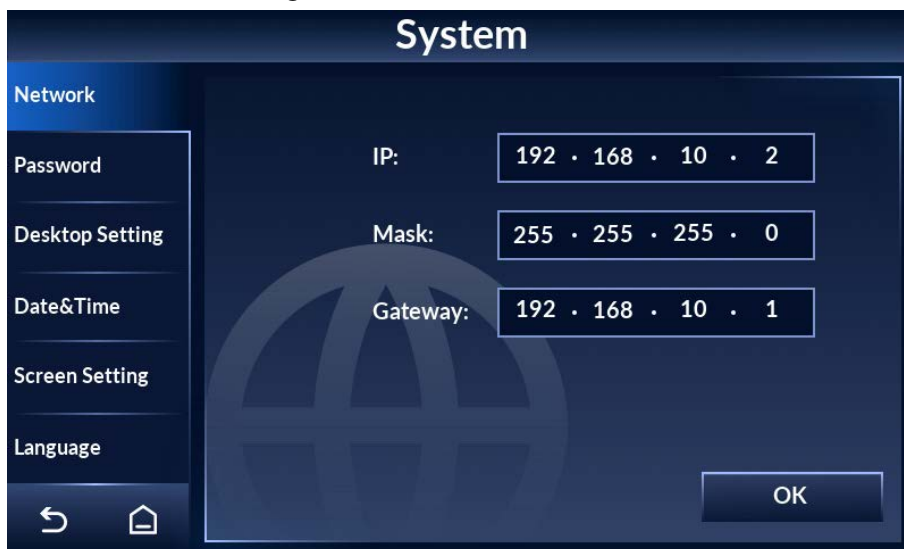 System
Network
Password
Desktop Setting
Date&Time
Screen Setting
Language
IP: 192 . 168 . 10 . 2
Mask: 255 . 255 . 255 . 0
Gateway: 192 . 168 . 10 . 1
OK